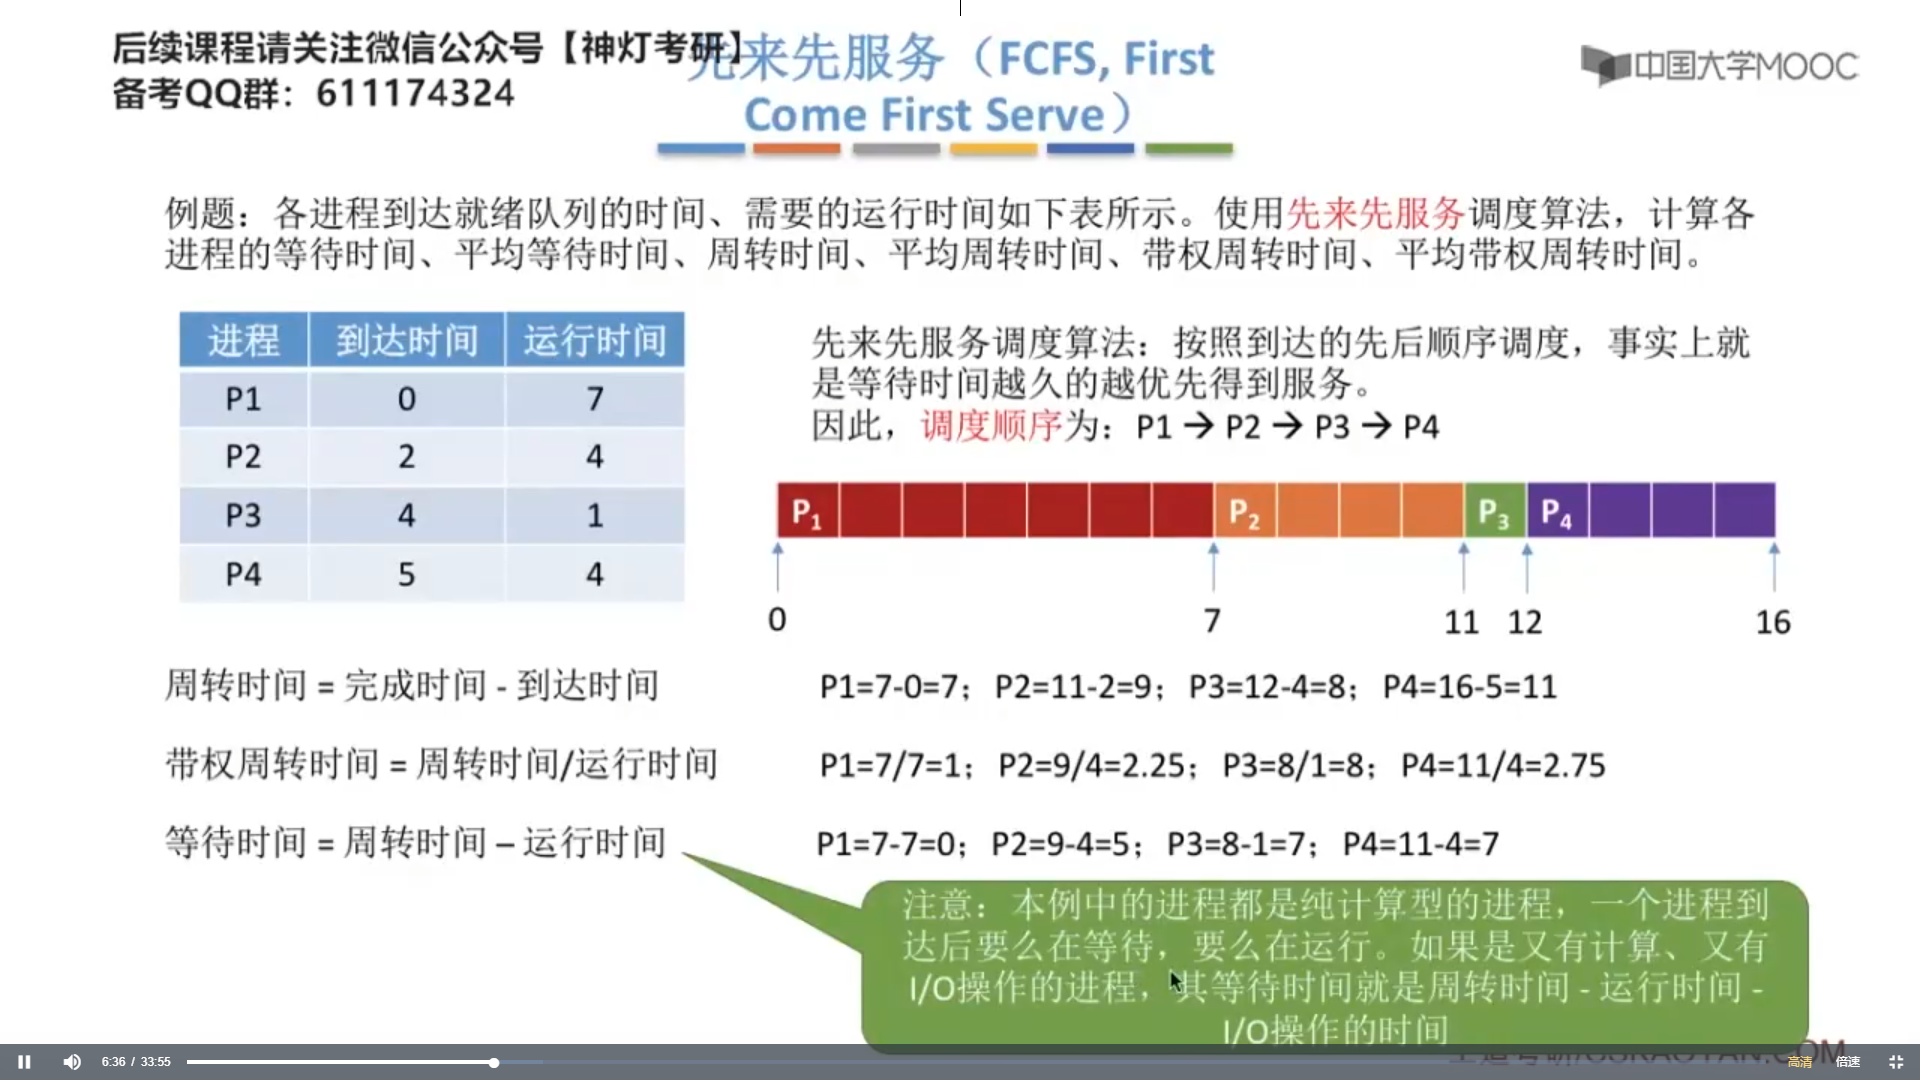 后续课程请关注微信公众号【神灯考研】
备考QQ群：611174324
先来先服务（FCFS, First
Come First Serve）
中国大学MOOC
例题：各进程到达就绪队列的时间、需要的运行时间如下表所示。使用先来先服务调度算法，计算各
进程的等待时间、平均等待时间、周转时间、平均周转时间、带权周转时间、平均带权周转时间。
进程 到达时间 运行时间
P1 0 7
P2 2 4
P3 4 1
P4 5 4
先来先服务调度算法：按照到达的先后顺序调度，事实上就
是等待时间越久的越优先得到服务。
因此，调度顺序为：P1 → P2 → P3 → P4
P1 P2 P3 P4
0 7 11 12 16
周转时间 = 完成时间 - 到达时间
P1=7-0=7；P2=11-2=9；P3=12-4=8；P4=16-5=11
带权周转时间 = 周转时间/运行时间
P1=7/7=1；P2=9/4=2.25；P3=8/1=8；P4=11/4=2.75
等待时间 = 周转时间 – 运行时间
P1=7-7=0；P2=9-4=5；P3=8-1=7；P4=11-4=7
注意：本例中的进程都是纯计算型的进程，一个进程到
达后要么在等待，要么在运行。如果是又有计算、又有
I/O操作的进程，其等待时间就是周转时间 - 运行时间 -
I/O操作的时间
6:36 / 33:55
高清 倍速